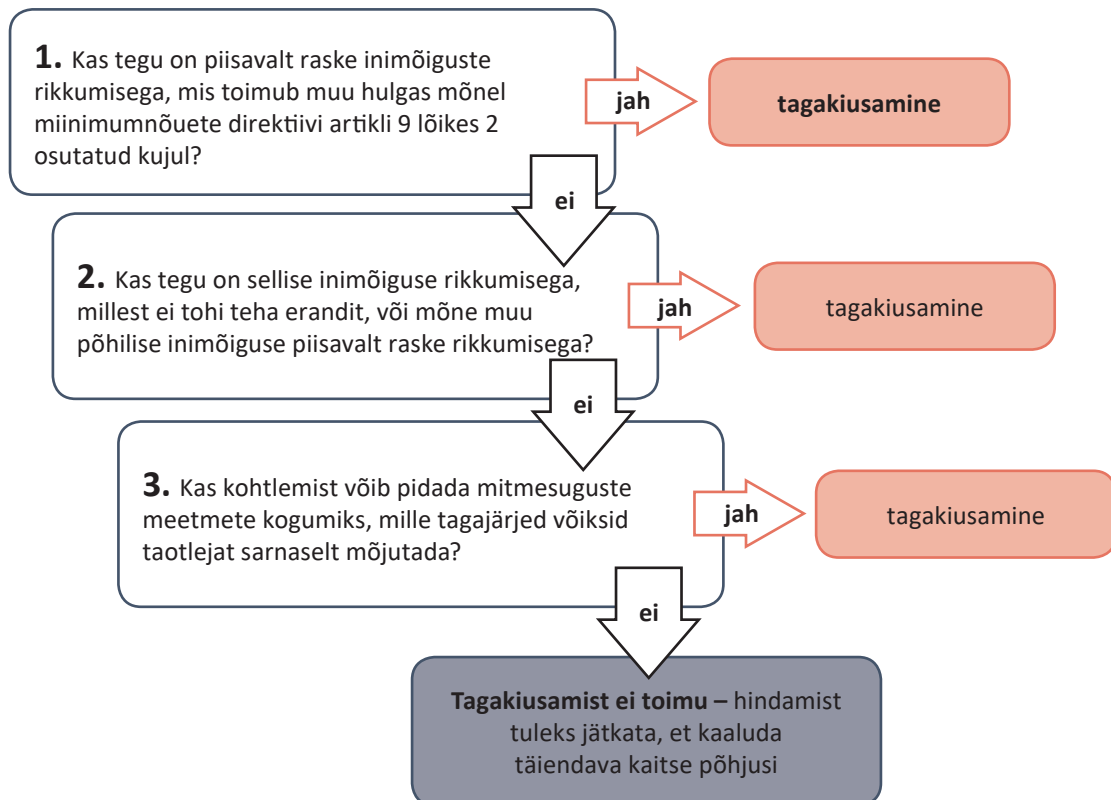 1. Kas tegu on piisavalt raske inimõiguste
rikkumisega, mis toimub muu hulgas mõnel
miinimumnõuete direktiivi artikli 9 lõikes 2
osutatud kujul?
jah
tagakiusamine
ei
2. Kas tegu on sellise inimõiguse rikkumisega,
millest ei tohi teha erandit, või mõne muu
põhilise inimõiguse piisavalt raske rikkumisega?
jah
tagakiusamine
ei
3. Kas kohtlemist võib pidada mitmesuguste
meetmete kogumiks, mille tagajärjed võiksid
taotlejat sarnaselt mõjutada?
jah
tagakiusamine
ei
Tagakiusamist ei toimu – hindamist
tuleks jätkata, et kaaluda
täiendava kaitse põhjusi